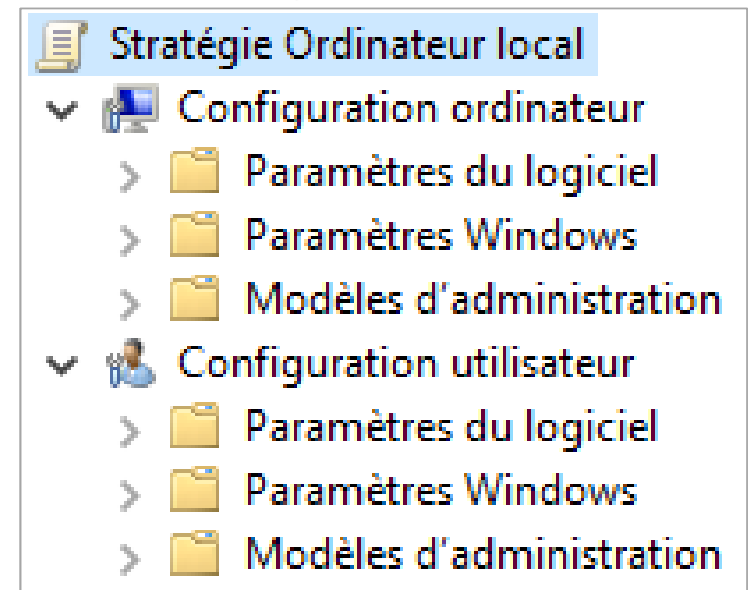 Stratégie Ordinateur local
Configuration ordinateur
Paramètres du logiciel
Paramètres Windows
Modèles d'administration
Configuration utilisateur
Paramètres du logiciel
Paramètres Windows
Modèles d'administration